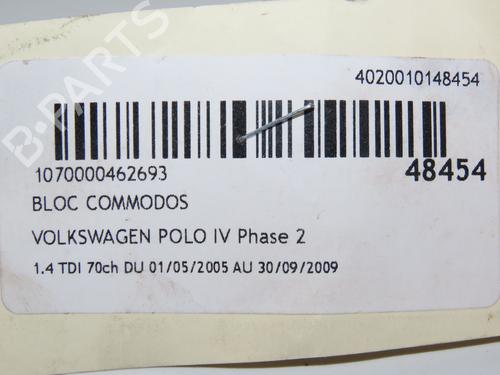 4020010148454
1070000462693
48454
BLOC COMMODOS
VOLKSWAGEN POLO IV Phase 2
1.4 TDI 70ch DU 01/05/2005 AU 30/09/2009
B-PARTS